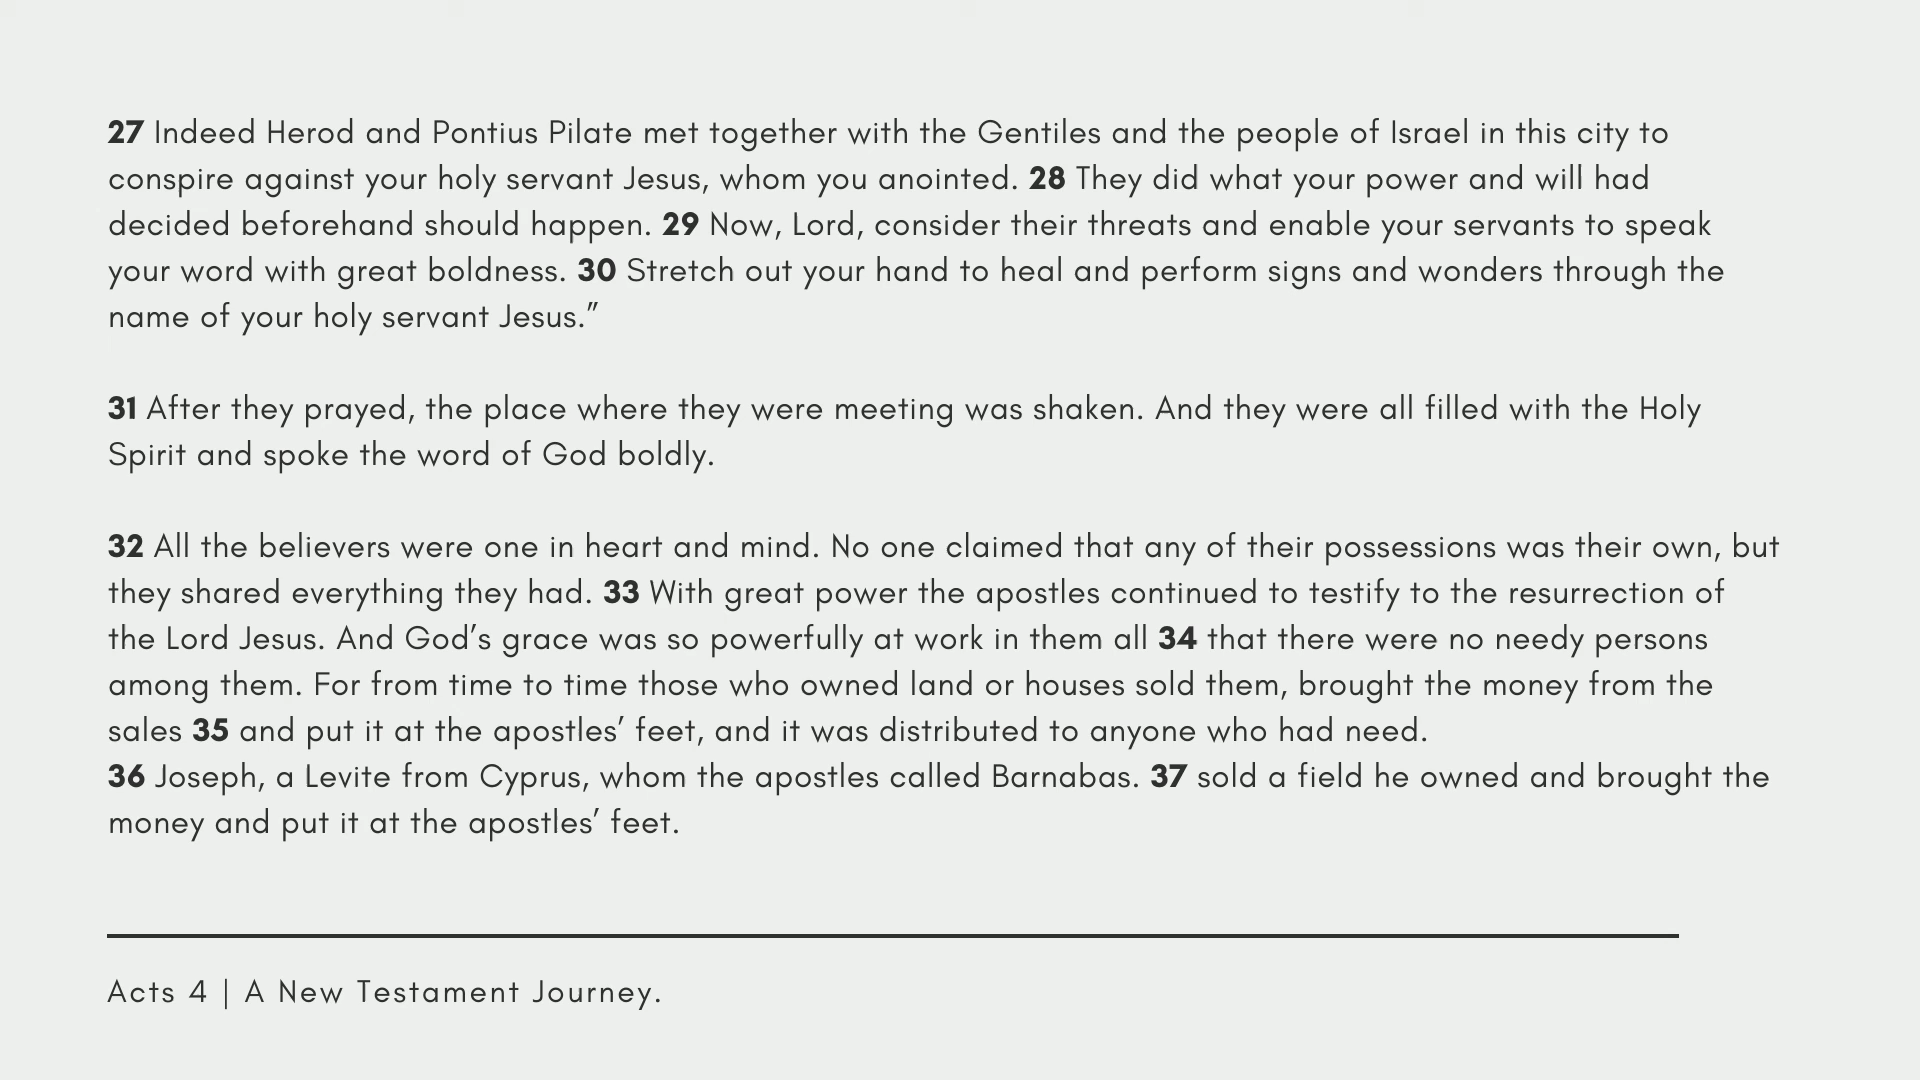 27 Indeed Herod and Pontius Pilate met together with the Gentiles and the people of Israel in this city to
conspire against your holy servant Jesus, whom you anointed. 28 They did what your power and will had
decided beforehand should happen. 29 Now, Lord, consider their threats and enable your servants to speak
your word with great boldness. 30 Stretch out your hand to heal and perform signs and wonders through the
name of your holy servant Jesus.”
31 After they prayed, the place where they were meeting was shaken. And they were all filled with the Holy
Spirit and spoke the word of God boldly.
32 All the believers were one in heart and mind. No one claimed that any of their possessions was their own, but
they shared everything they had. 33 With great power the apostles continued to testify to the resurrection of
the Lord Jesus. And God’s grace was so powerfully at work in them all 34 that there were no needy persons
among them. For from time to time those who owned land or houses sold them, brought the money from the
sales 35 and put it at the apostles’ feet, and it was distributed to anyone who had need.
36 Joseph, a Levite from Cyprus, whom the apostles called Barnabas. 37 sold a field he owned and brought the
money and put it at the apostles’ feet.
Acts 4 | A New Testament Journey.